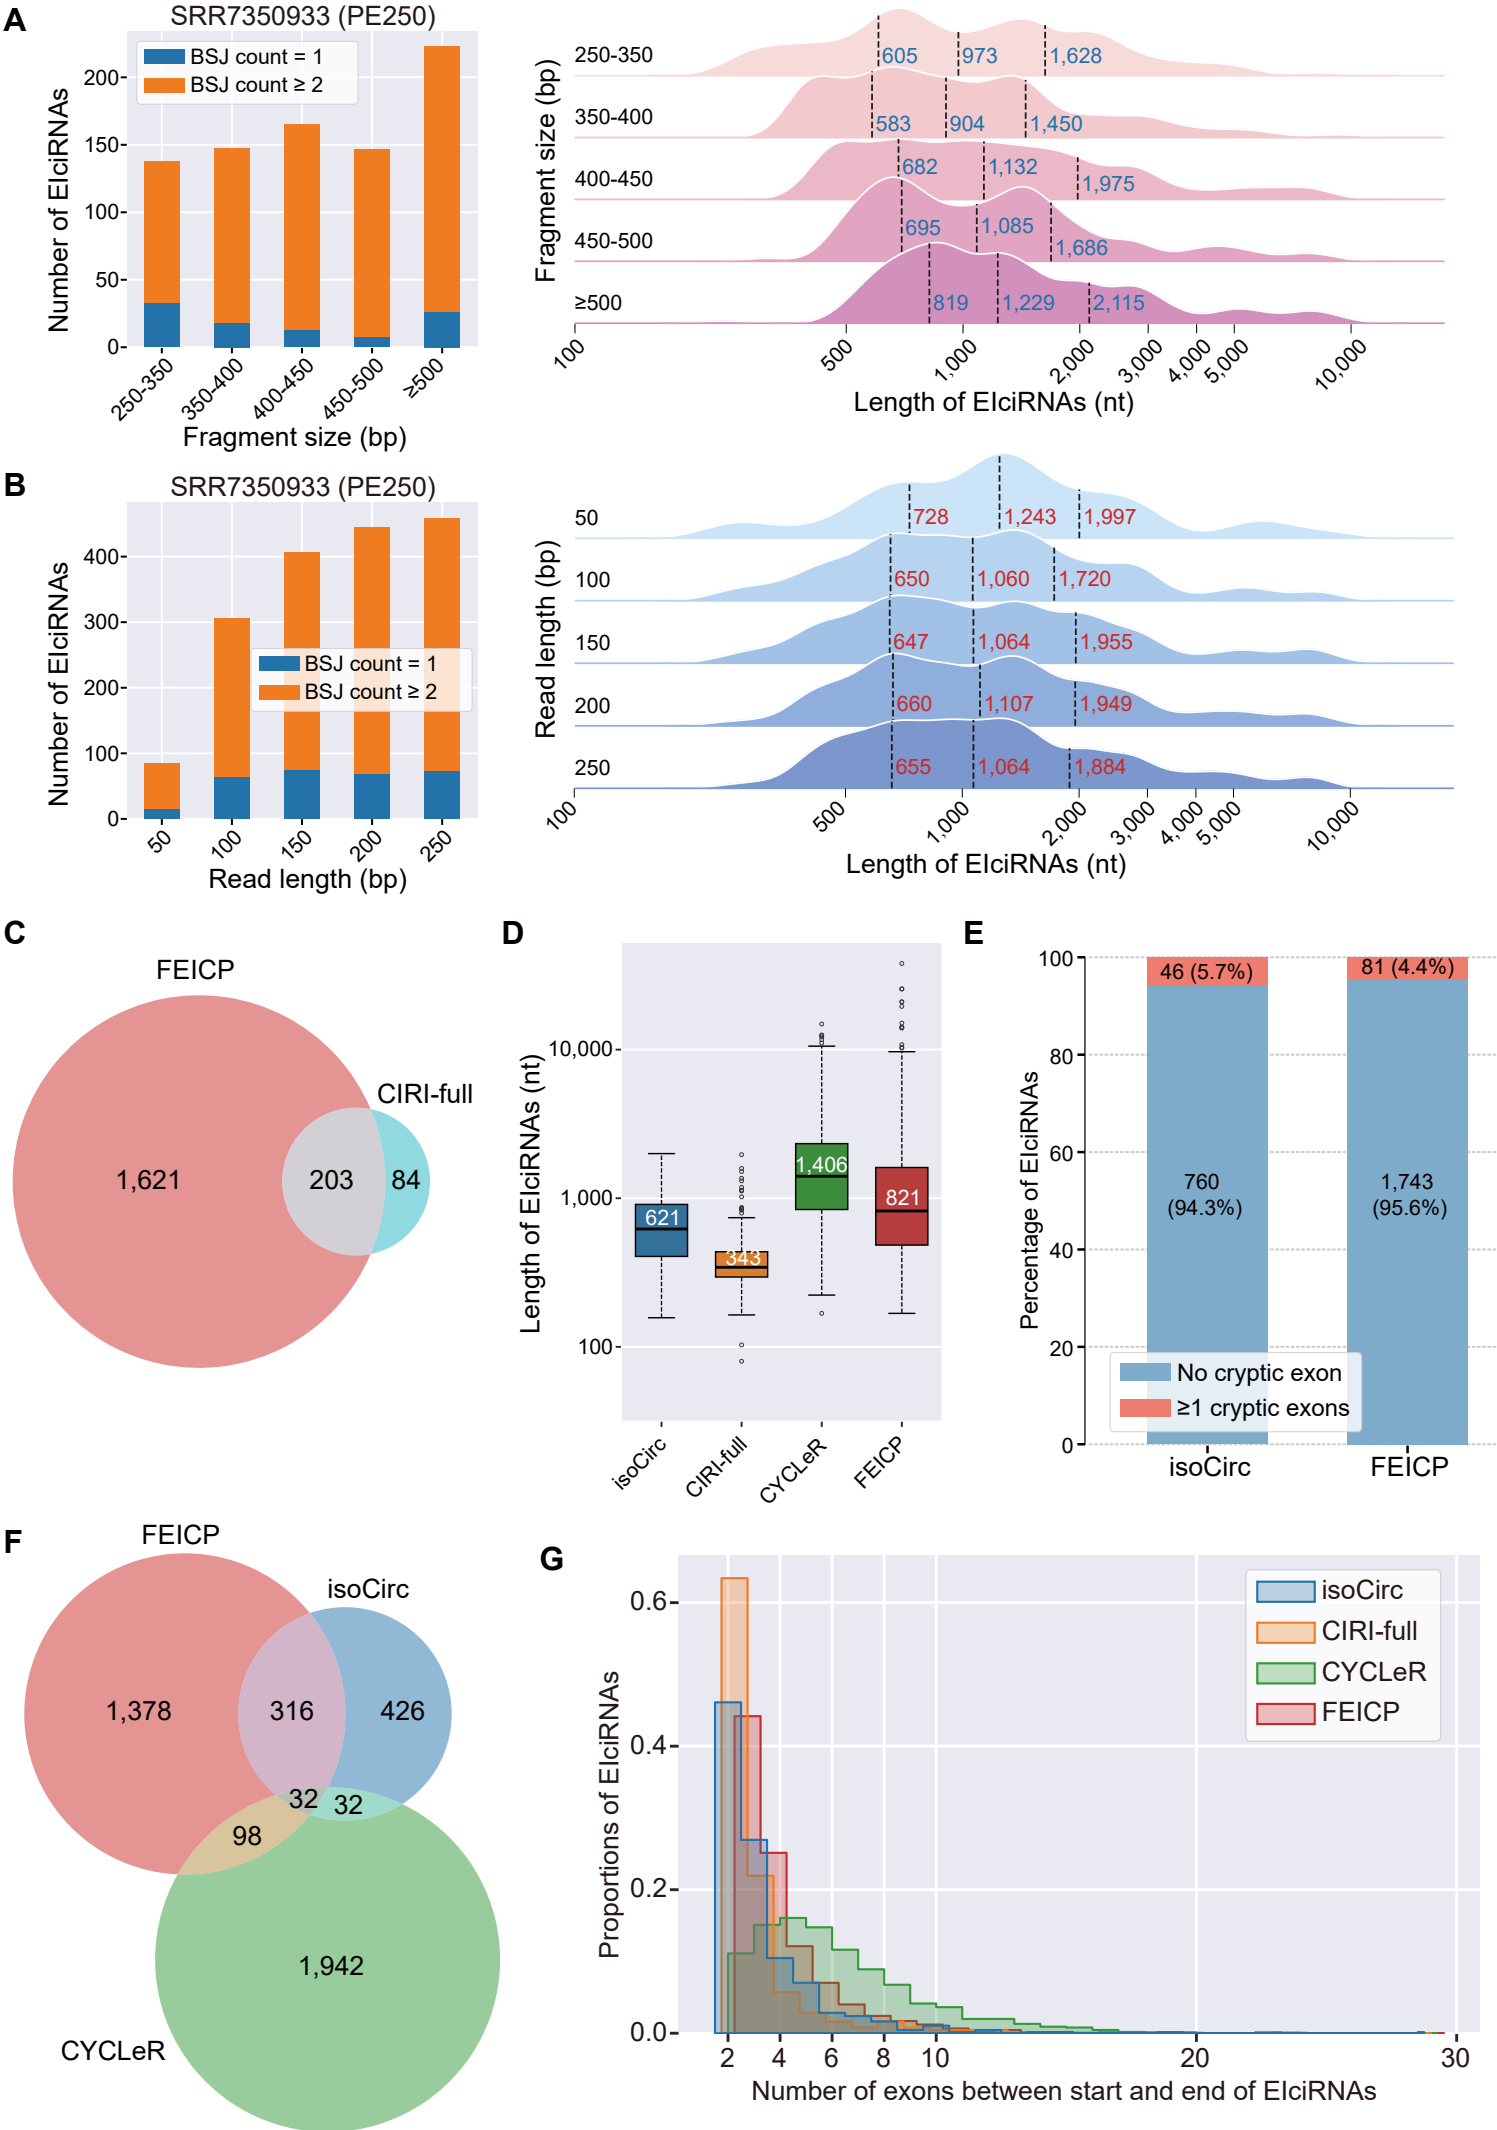 A
SRR7350933 (PE250)
BSJ count = 1
BSJ count ≥ 2
Number of EIciRNAs
200
150
100
50
0
250-350
350-400
400-450
450-500
≥500
Fragment size (bp)
Fragment size (bp)
250-350
605
973
1,628
350-400
583
904
1,450
400-450
682
1,132
1,975
450-500
695
1,085
1,686
≥500
819
1,229
2,115
100
500
1,000
2,000
3,000
4,000
5,000
10,000
Length of EIciRNAs (nt)
B
SRR7350933 (PE250)
Number of EIciRNAs
400
300
200
100
0
BSJ count = 1
BSJ count ≥ 2
50
100
150
200
250
Read length (bp)
Read length (bp)
50
728
1,243
1,997
100
650
1,060
1,720
150
647
1,064
1,955
200
660
1,107
1,949
250
655
1,064
1,884
100
500
1,000
2,000
3,000
4,000
5,000
10,000
Length of EIciRNAs (nt)
C
FEICP
CIRI-full
1,621
203
84
D
Length of EIciRNAs (nt)
10,000
1,000
100
621
343
1,406
821
isoCirc
CIRI-full
CYCLeR
FEICP
E
Percentage of EIciRNAs
100
80
60
40
20
0
46 (5.7%)
81 (4.4%)
760
(94.3%)
1,743
(95.6%)
No cryptic exon
≥1 cryptic exons
isoCirc
FEICP
F
FEICP
isoCirc
1,378
316
426
32
32
98
1,942
CYCLeR
G
isoCirc
CIRI-full
CYCLeR
FEICP
Proportions of EIciRNAs
0.6
0.4
0.2
0.0
2
4
6
8
10
20
30
Number of exons between start and end of EIciRNAs